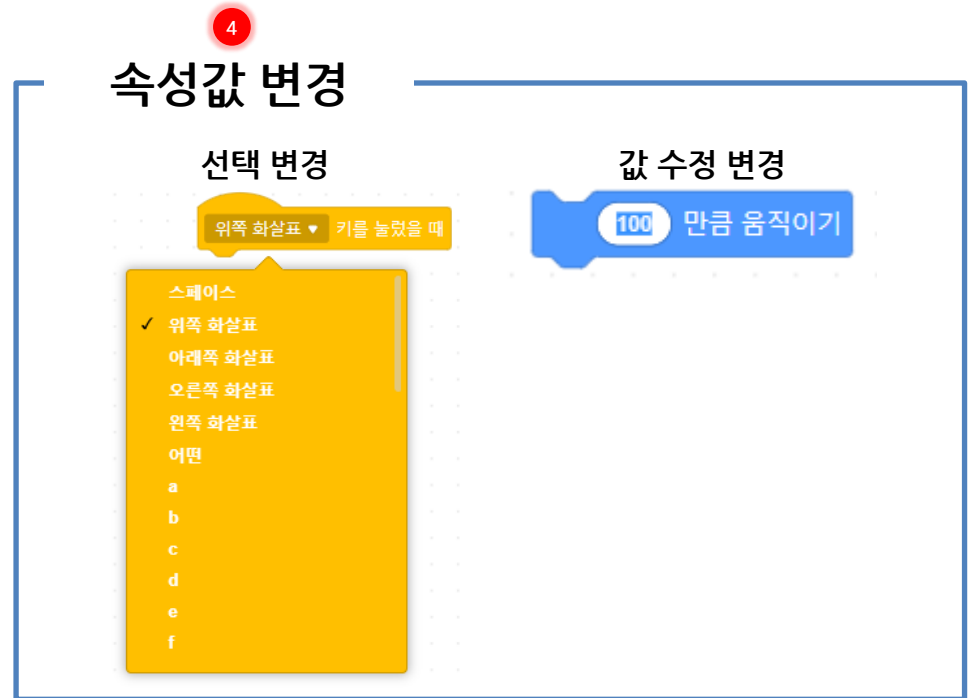 4
속성값 변경
선택 변경
위쪽 화살표 ▼ 키를 눌렀을 때
스페이스
✓ 위쪽 화살표
아래쪽 화살표
오른쪽 화살표
왼쪽 화살표
어떤
a
b
c
d
e
f
값 수정 변경
100 만큼 움직이기